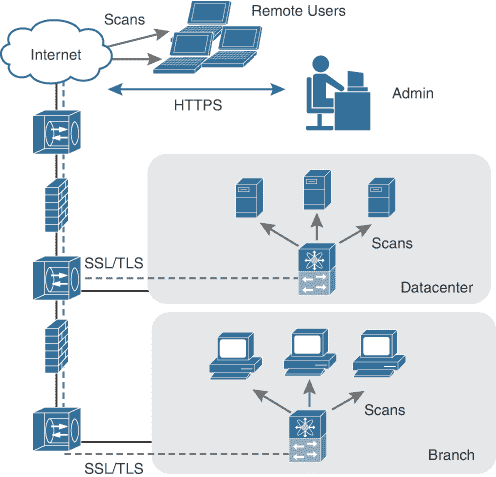 Scans
Remote Users
Internet
HTTPS
Admin
SSL/TLS
Scans
Datacenter
Scans
SSL/TLS
Branch